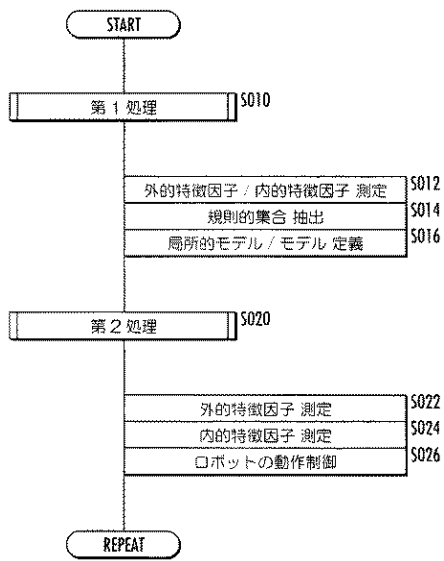 START
第 1 処理
S010
外的特徴因子 / 内的特徴因子 測定
S012
規則的集合 抽出
S014
局所的モデル / モデル 定義
S016
第 2 処理
S020
外的特徴因子 測定
S022
内的特徴因子 測定
S024
ロボットの動作制御
S026
REPEAT